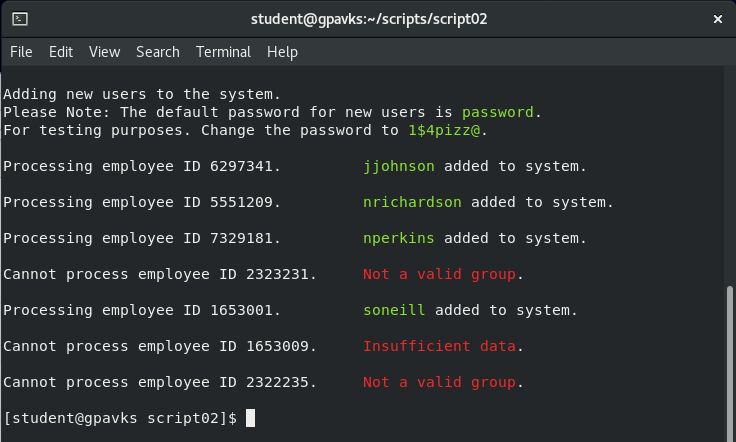 student@gpavks:~/scripts/script02
File Edit View Search Terminal Help
Adding new users to the system.
Please Note: The default password for new users is password.
For testing purposes. Change the password to 1$4pizz@.
Processing employee ID 6297341. jjohnson added to system.
Processing employee ID 5551209. nrichardson added to system.
Processing employee ID 7329181. nperkins added to system.
Cannot process employee ID 2323231. Not a valid group.
Processing employee ID 1653001. soneill added to system.
Cannot process employee ID 1653009. Insufficient data.
Cannot process employee ID 2322235. Not a valid group.
[student@gpavks script02]$